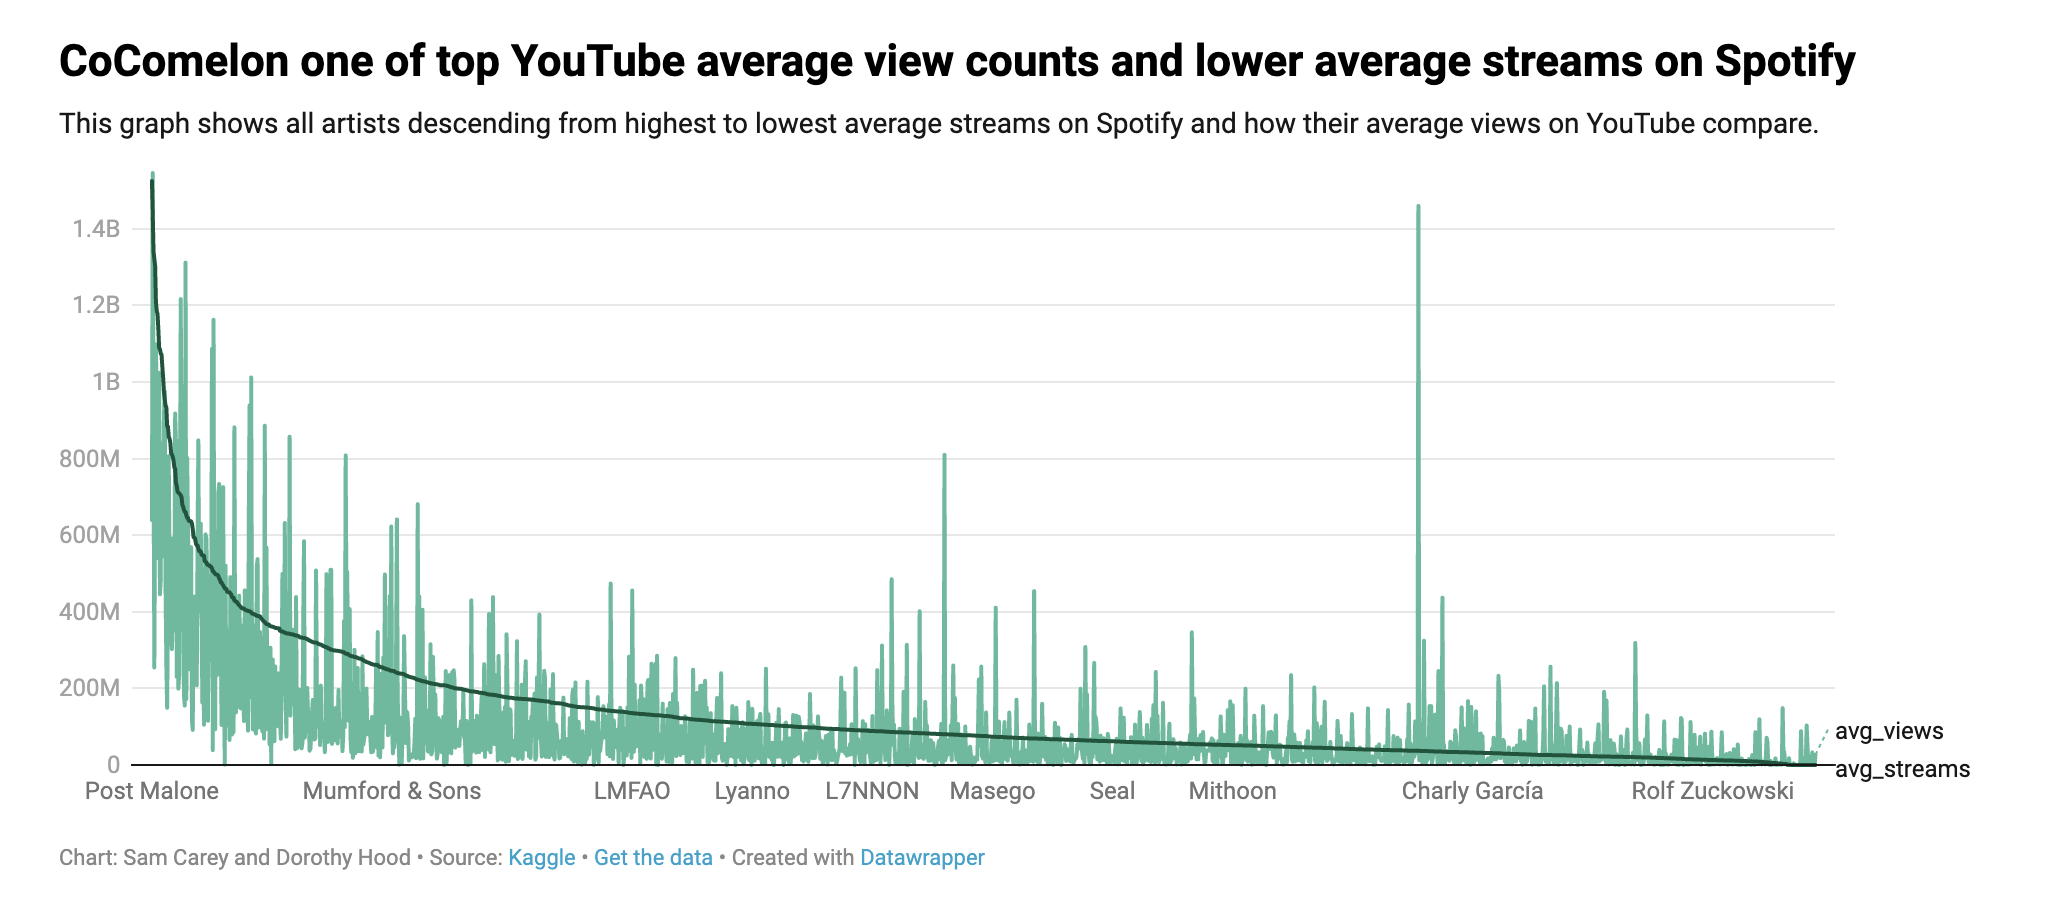 CoComelon one of top YouTube average view counts and lower average streams on Spotify
This graph shows all artists descending from highest to lowest average streams on Spotify and how their average views on YouTube compare.
1.4B
1.2B
1B
800M
600M
400M
200M
0
avg_views
avg_streams
Post Malone Mumford & Sons LMFAO Lyanno L7NNON Masego Seal Mithoon Charly García Rolf Zuckowski
Chart: Sam Carey and Dorothy Hood • Source: Kaggle • Get the data • Created with Datawrapper